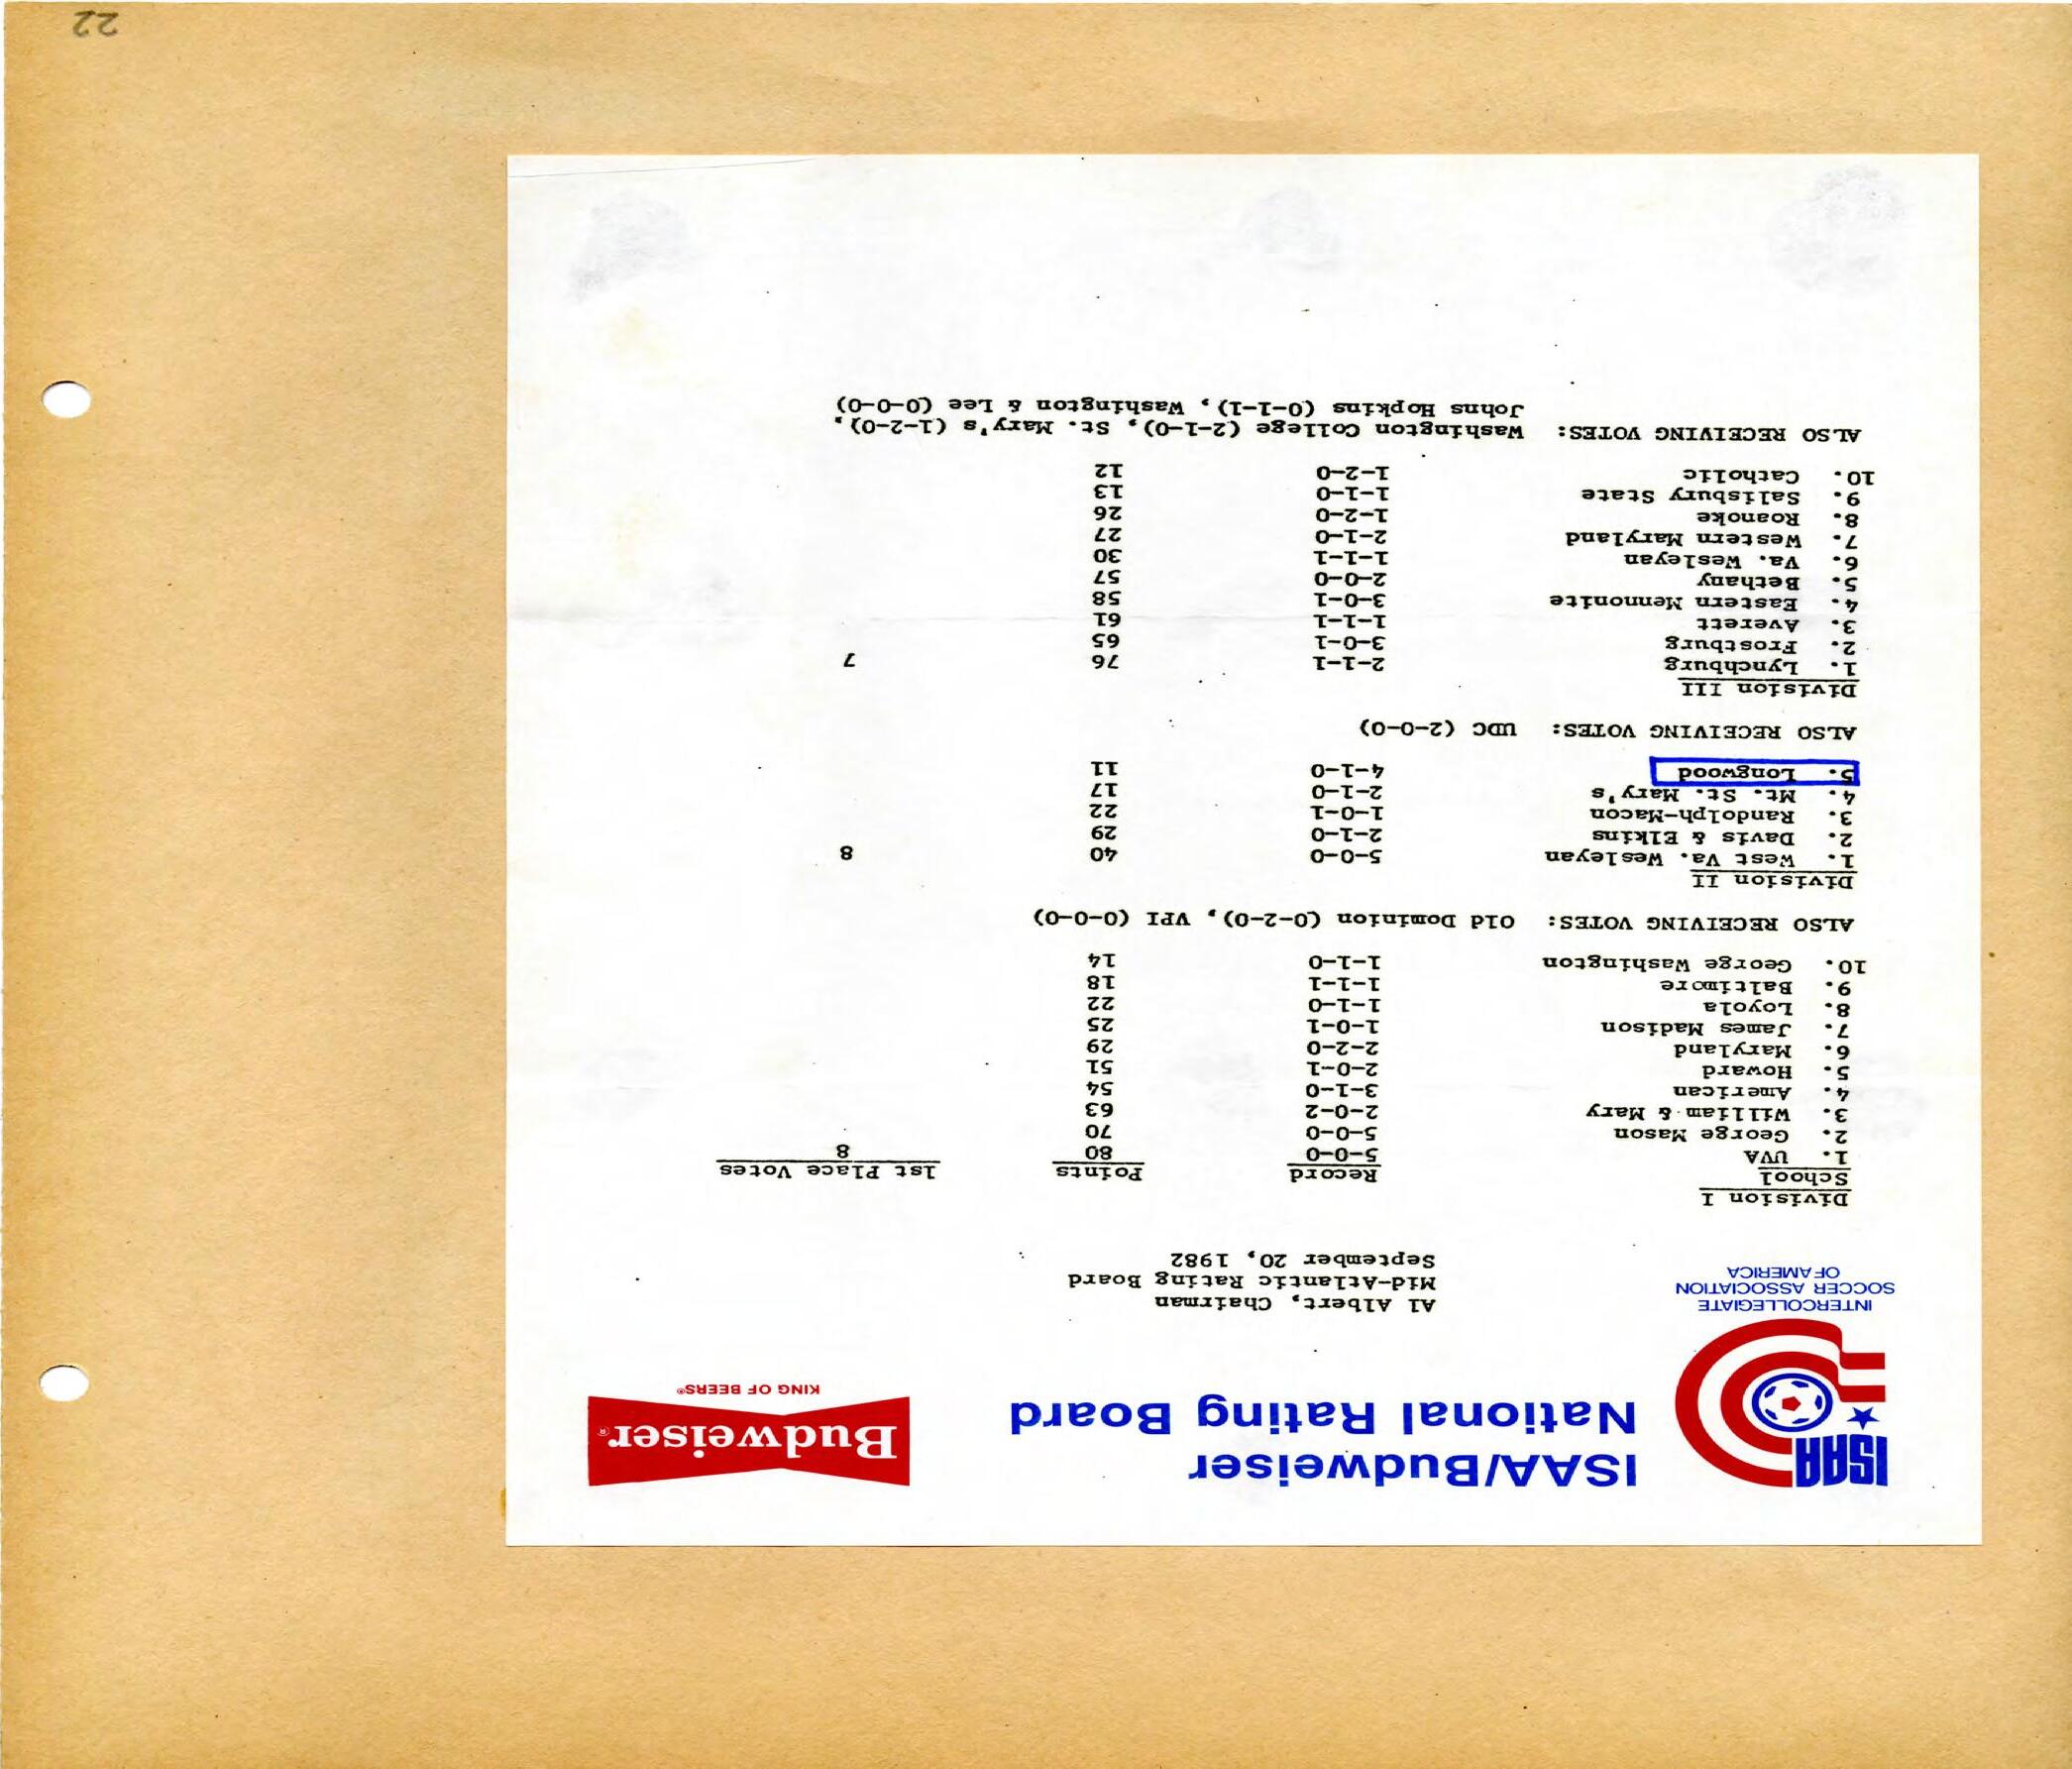 ISAA
INTERCOLLEGIATE
SOCCER ASSOCIATION
OF AMERICA
ISAA/Budweiser
National Rating Board
Budweiser®
KING OF BEERS®
Al Albert, Chairman
Mid-Atlantic Rating Board
September 20, 1982
Division I
School Record Points 1st Place Votes
1. UVA 5-0-0 80 8
2. George Mason 5-0-0 70
3. William & Mary 2-0-2 63
4. American 3-1-0 54
5. Howard 2-0-1 51
6. Maryland 2-2-0 29
7. James Madison 1-0-1 25
8. Loyola 1-1-0 22
9. Baltimore 1-1-1 18
10. George Washington 1-1-0 14
ALSO RECEIVING VOTES: Old Dominion (0-2-0), VPI (0-0-0)
Division II
1. West Va. Wesleyan 5-0-0 40 8
2. Davis & Elkins 2-1-0 29
3. Randolph-Macon 1-0-1 22
4. Mt. St. Mary's 2-1-0 17
5. Longwood 4-1-0 11
ALSO RECEIVING VOTES: UDC (2-0-0)
Division III
1. Lynchburg 2-1-1 76 7
2. Frostburg 3-0-1 65
3. Averett 1-1-1 61
4. Eastern Mennonite 3-0-1 58
5. Bethany 2-0-0 57
6. Va. Wesleyan 1-1-1 30
7. Western Maryland 2-1-0 27
8. Roanoke 1-2-0 26
9. Salisbury State 1-1-0 13
10. Catholic 1-2-0 12
ALSO RECEIVING VOTES: Washington College (2-1-0), St. Mary's (1-2-0),
Johns Hopkins (0-1-1), Washington & Lee (0-0-0)
22